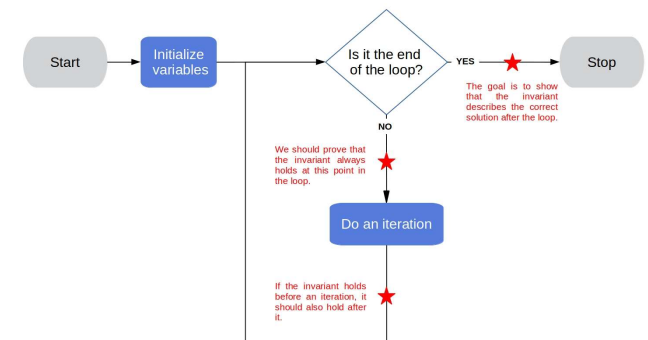 Start
Initialize
variables
Is it the end
of the loop?
YES
Stop
The goal is to show
that the invariant
describes the correct
solution after the loop.
NO
We should prove that
the invariant always
holds at this point in
the loop.
Do an iteration
If the invariant holds
before an iteration, it
should also hold after
it.